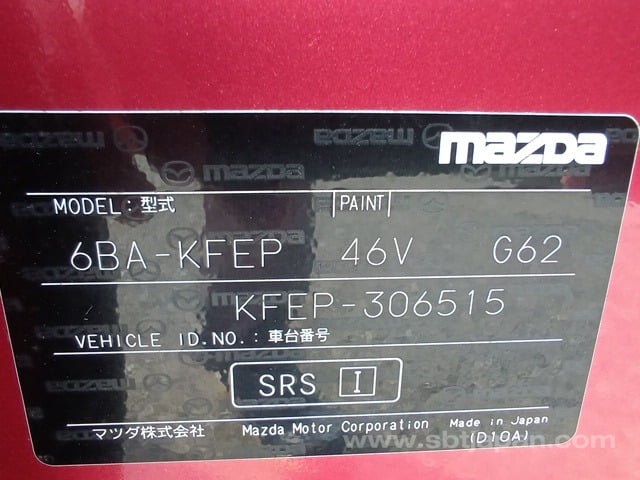 mazda
MODEL: 型式 |PAINT|
6BA-KFEP 46V G62
KFEP-306515
VEHICLE ID.NO.: 車台番号
SRS I
マツダ株式会社 Mazda Motor Corporation Made in Japan
(D10A)
www.sbtjapan.com